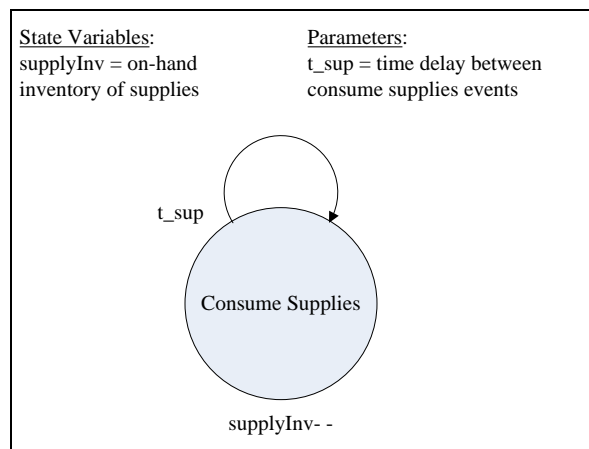 State Variables:
supplyInv = on-hand
inventory of supplies
Parameters:
t_sup = time delay between
consume supplies events
t_sup
Consume Supplies
supplyInv- -